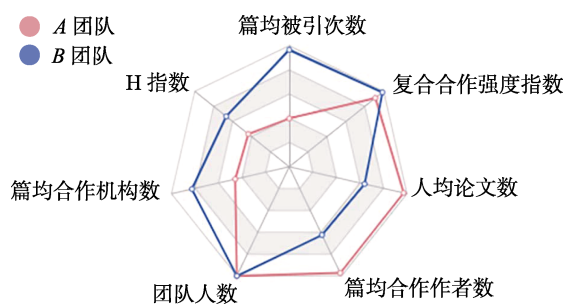 A 团队
B 团队
篇均被引次数
H 指数
复合合作强度指数
篇均合作机构数
人均论文数
团队人数
篇均合作作者数